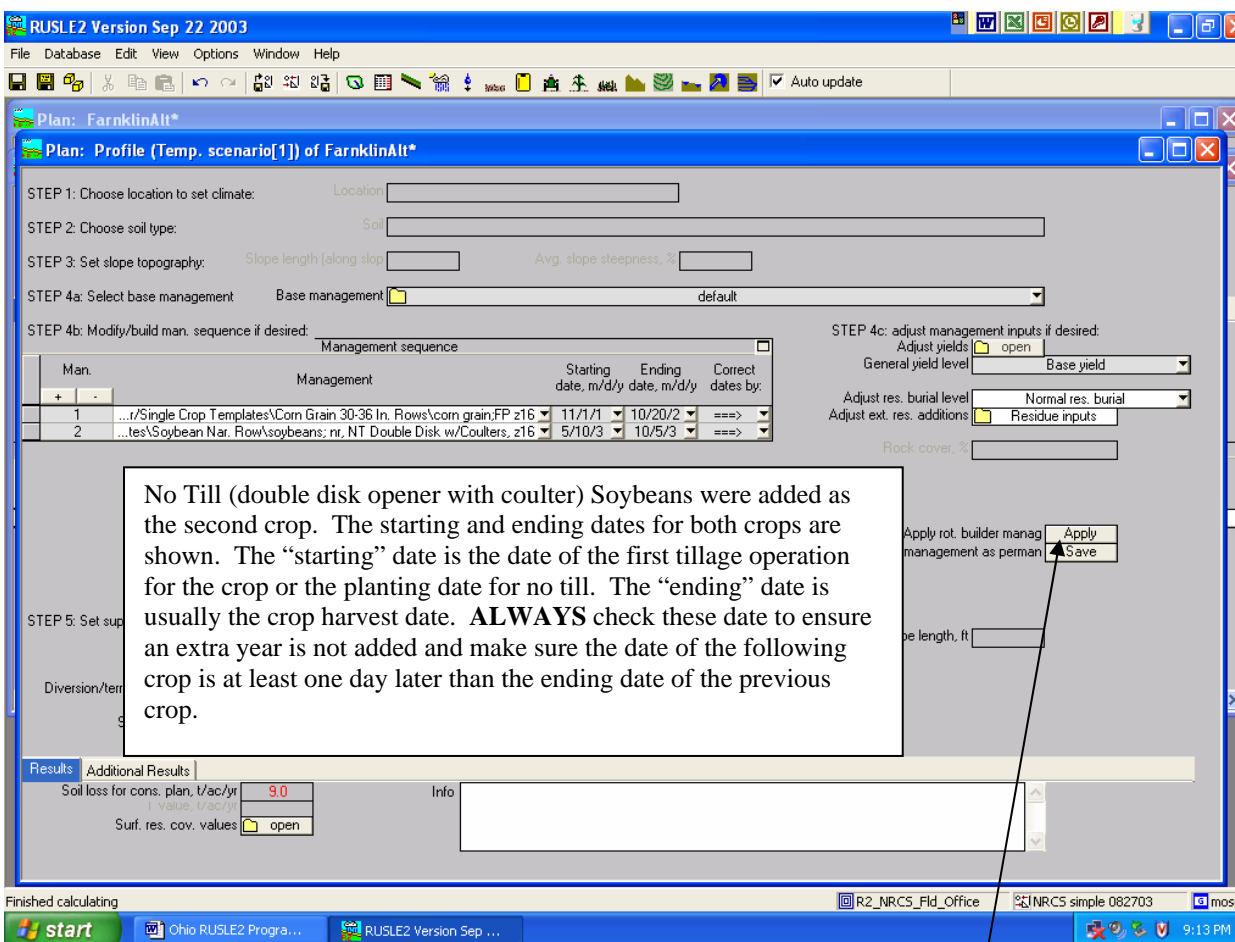 RUSLE2 Version Sep 22 2003
File Database Edit View Options Window Help
Auto update
Plan: FarnklinAlt*
Plan: Profile (Temp. scenario[1]) of FarnklinAlt*
STEP 1: Choose location to set climate: Location
STEP 2: Choose soil type: Soil
STEP 3: Set slope topography: Slope length (along slop Avg. slope steepness, %
STEP 4a: Select base management Base management default
STEP 4b: Modify/build man. sequence if desired:
Management sequence
Man. Management Starting date, m/d/y Ending date, m/d/y Correct dates by:
+ -
1 ...r/Single Crop Templates\Corn Grain 30-36 In. Rows\corn grain;FP z16 11/1/1 10/20/2 ===>
2 ...tes\Soybean Nar. Row\soybeans; nr, NT Double Disk w/Coulters, z16 5/10/3 10/5/3 ===>
STEP 4c: adjust management inputs if desired:
Adjust yields open
General yield level Base yield
Adjust res. burial level Normal res. burial
Adjust ext. res. additions Residue inputs
Rock cover, %
No Till (double disk opener with coulter) Soybeans were added as
the second crop. The starting and ending dates for both crops are
shown. The “starting” date is the date of the first tillage operation
for the crop or the planting date for no till. The “ending” date is
usually the crop harvest date. ALWAYS check these date to ensure
an extra year is not added and make sure the date of the following
crop is at least one day later than the ending date of the previous
crop.
Apply rot. builder manag Apply
management as perman Save
STEP 5: Set sup
pe length, ft
Diversion/terr
S
Results Additional Results
Soil loss for cons. plan, t/ac/yr 9.0
T value, t/ac/yr
Surf. res. cov. values open
Info
Finished calculating
R2_NRCS_Fld_Office NRCS simple 082703 mos
start Ohio RUSLE2 Progra... RUSLE2 Version Sep ... 9:13 PM